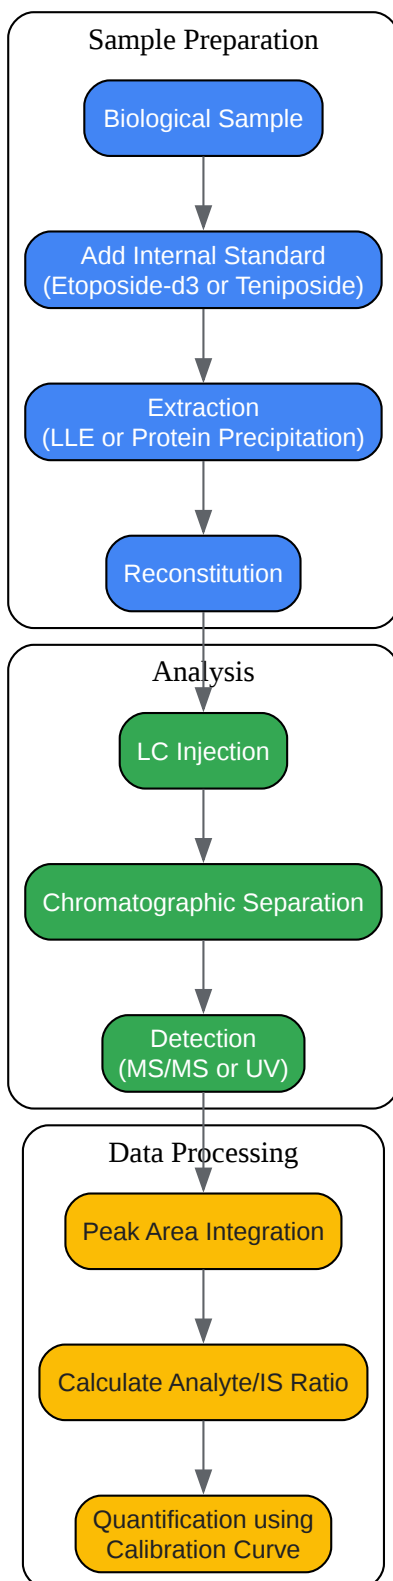 Sample Preparation
Biological Sample
Add Internal Standard
(Etoposide-d3 or Teniposide)
Extraction
(LLE or Protein Precipitation)
Reconstitution
Analysis
LC Injection
Chromatographic Separation
Detection
(MS/MS or UV)
Data Processing
Peak Area Integration
Calculate Analyte/IS Ratio
Quantification using
Calibration Curve